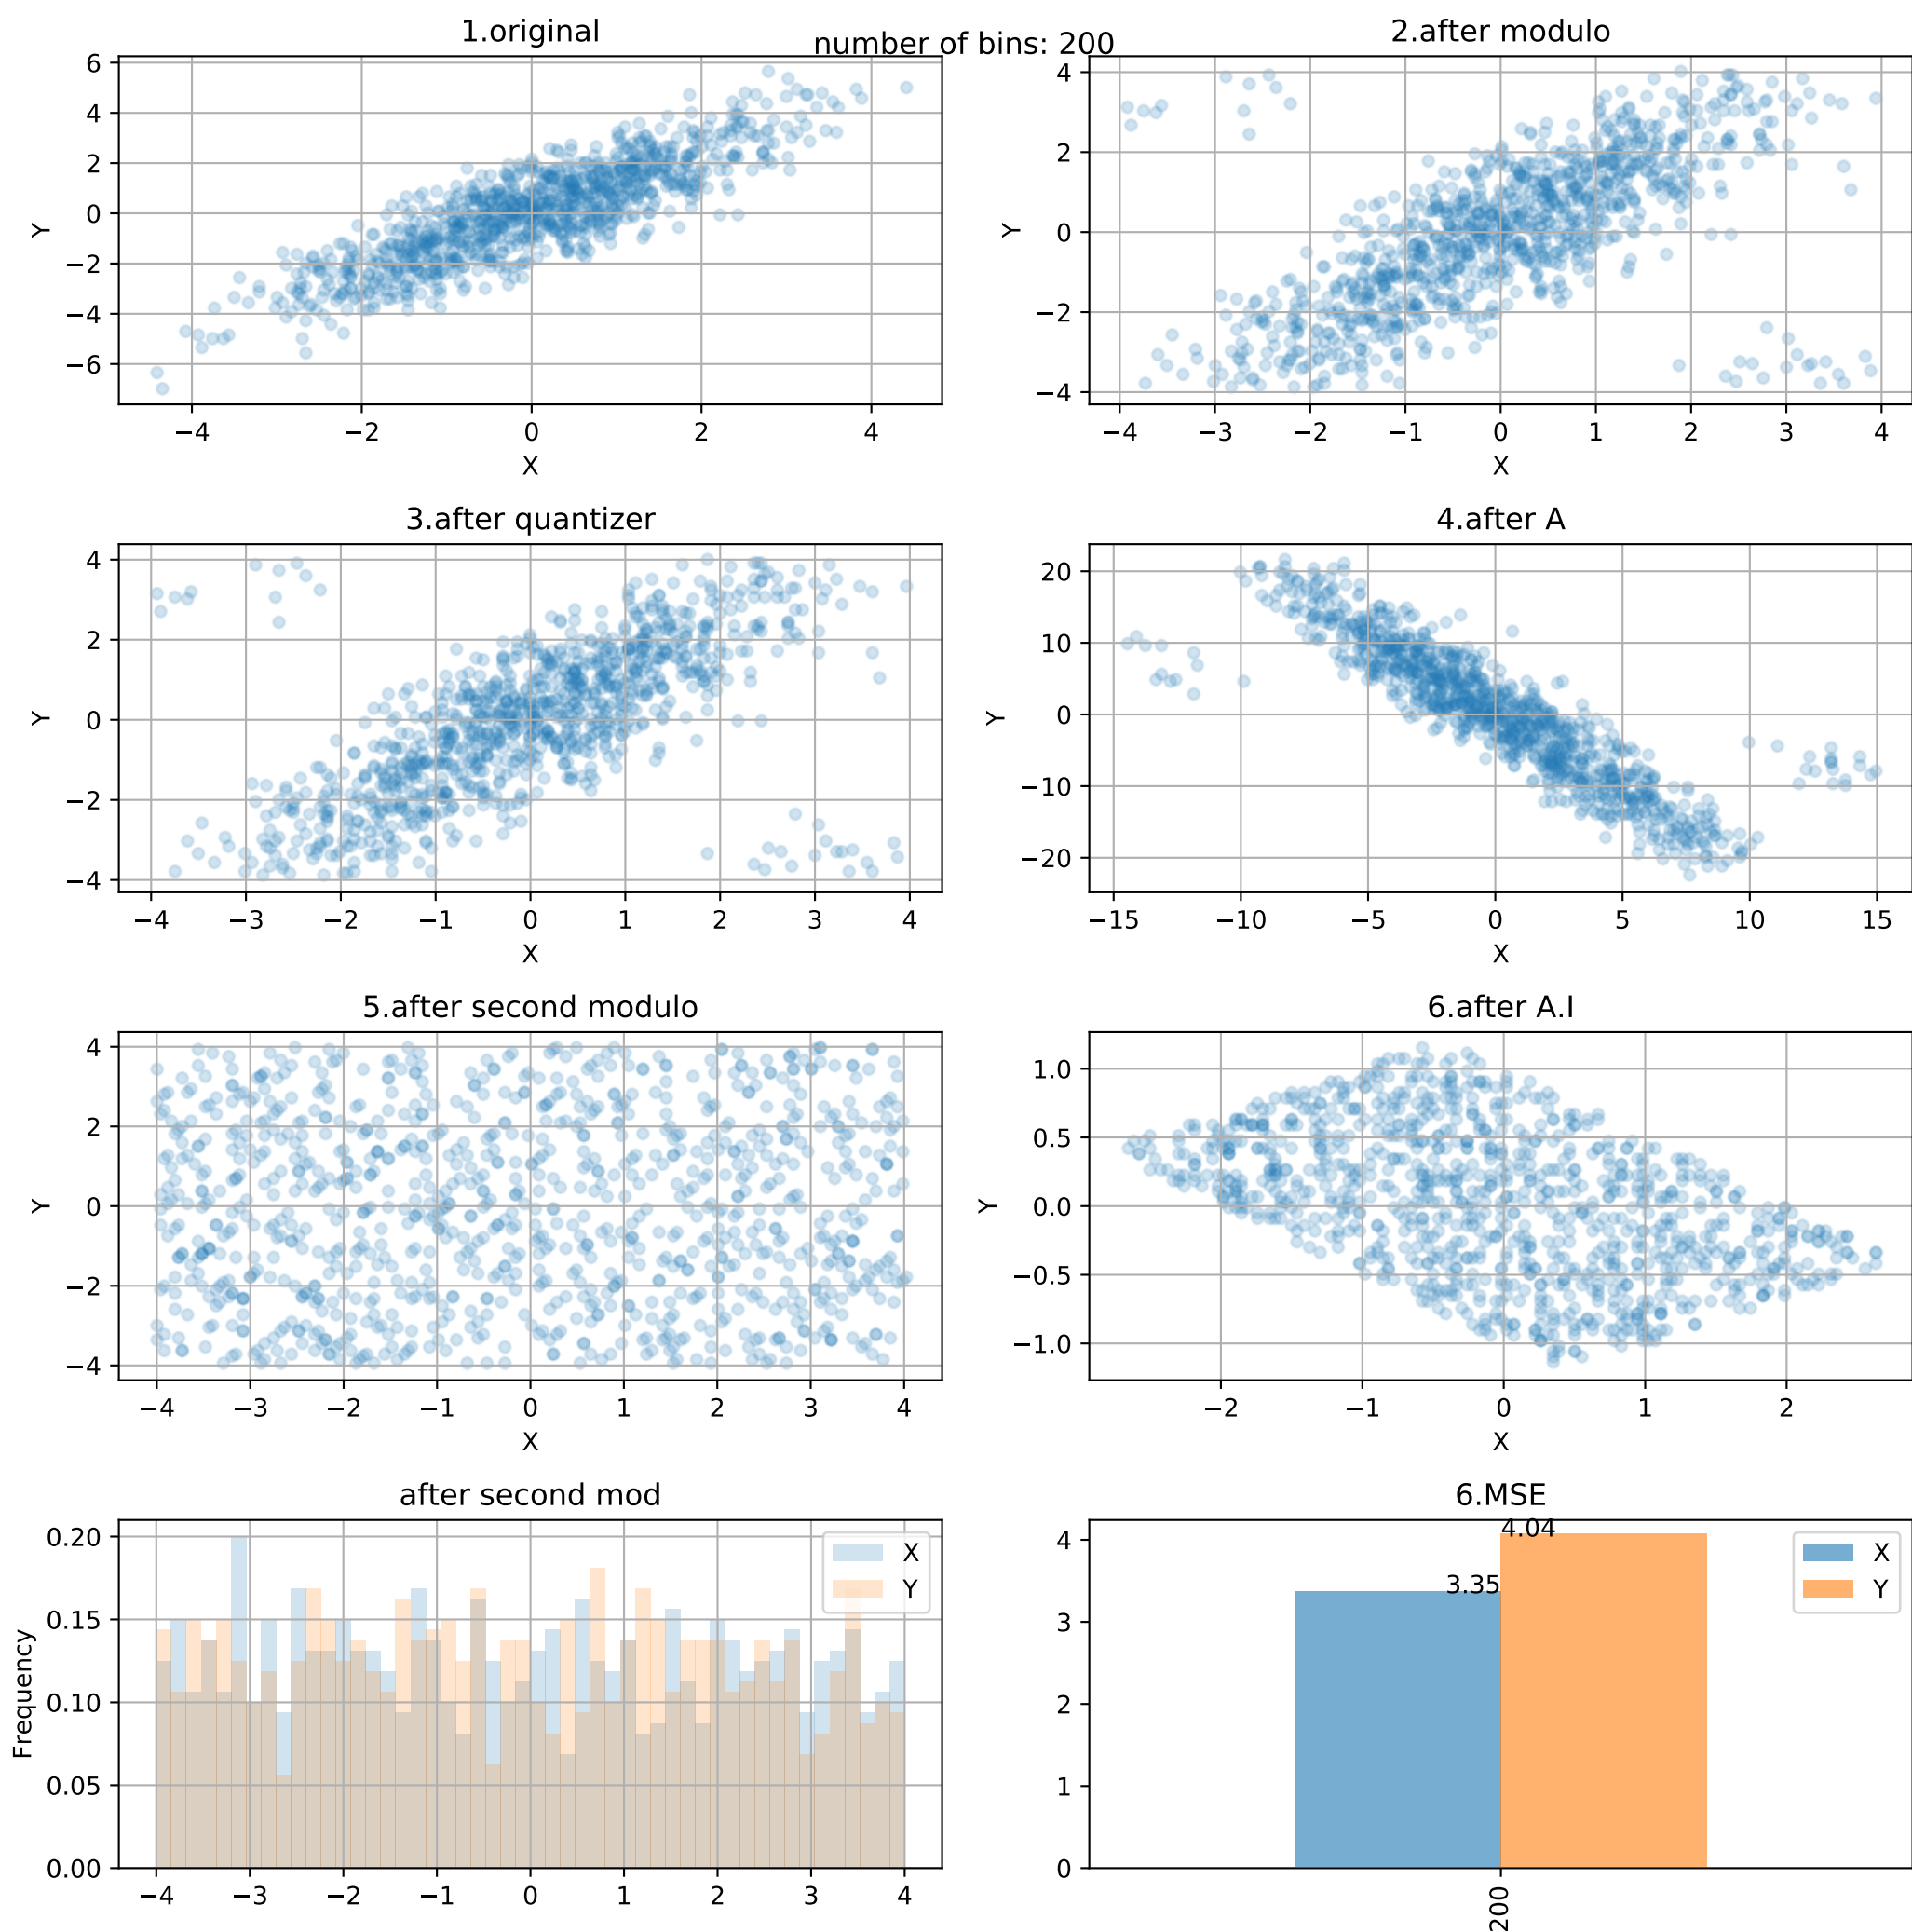 number of bins: 200
1.original
6
4
2
0
−2
−4
−6
Y
−4 −2 0 2 4
X
2.after modulo
4
2
0
−2
−4
Y
−4 −3 −2 −1 0 1 2 3 4
X
3.after quantizer
4
2
0
−2
−4
Y
−4 −3 −2 −1 0 1 2 3 4
X
4.after A
20
10
0
−10
−20
Y
−15 −10 −5 0 5 10 15
X
5.after second modulo
4
2
0
−2
−4
Y
−4 −3 −2 −1 0 1 2 3 4
X
6.after A.I
1.0
0.5
0.0
−0.5
−1.0
Y
−2 −1 0 1 2
X
after second mod
0.20
0.15
0.10
0.05
0.00
Frequency
X
Y
−4 −3 −2 −1 0 1 2 3 4
6.MSE
4
3
2
1
0
4.04
3.35
X
Y
200